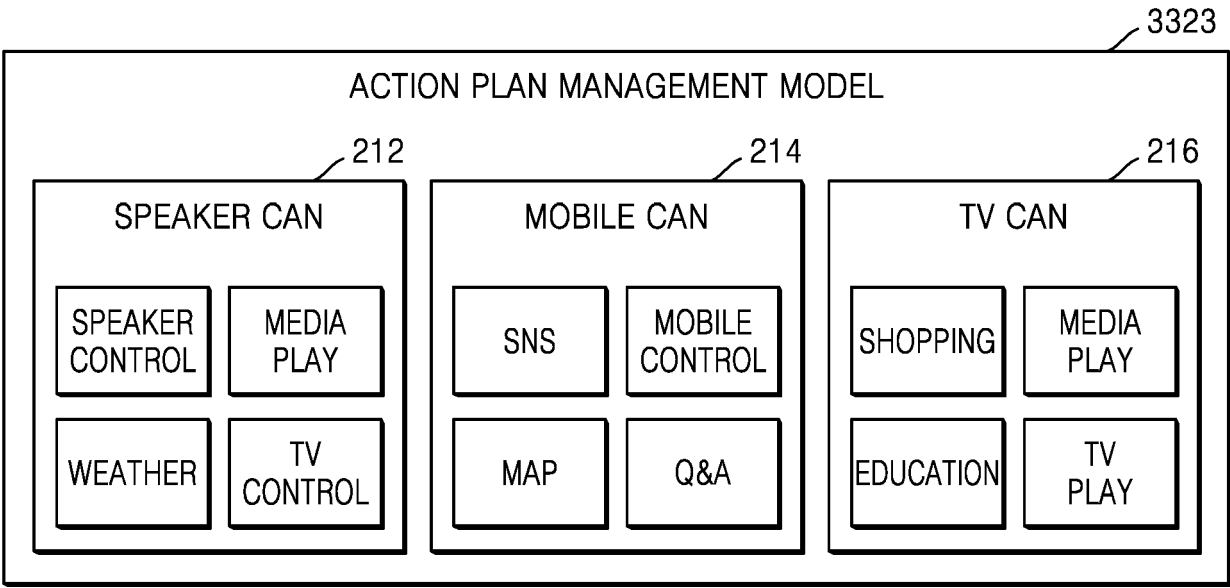 3323
ACTION PLAN MANAGEMENT MODEL
212
SPEAKER CAN
SPEAKER
CONTROL
MEDIA
PLAY
WEATHER
TV
CONTROL
214
MOBILE CAN
SNS
MOBILE
CONTROL
MAP
Q&A
216
TV CAN
SHOPPING
MEDIA
PLAY
EDUCATION
TV
PLAY